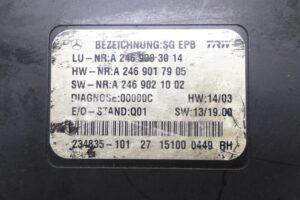 BEZEICHNUNG:SG EPB TRW
LU-NR:A 246 900 30 14
HW-NR:A 246 901 79 05
SW-NR:A 246 902 10 02
DIAGNOSE:00000C HW:14/03
E/O-STAND:Q01 SW:13/19.00
234835-101 27 15100 0449 BH